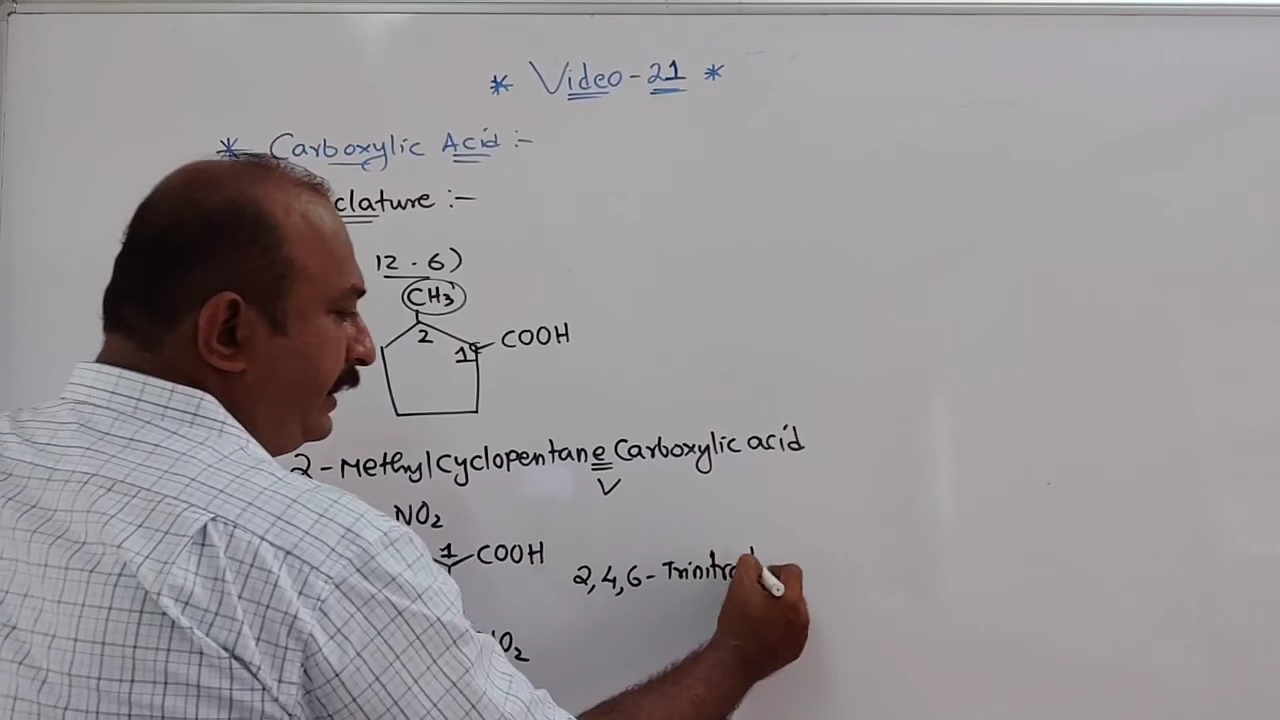 * Video-21 *
* Carboxylic Acid :-
clature :-
12.6)
CH3
COOH
2
1
2-Methylcyclopentane Carboxylic acid
NO2
1
COOH
2,4,6-Trinitro